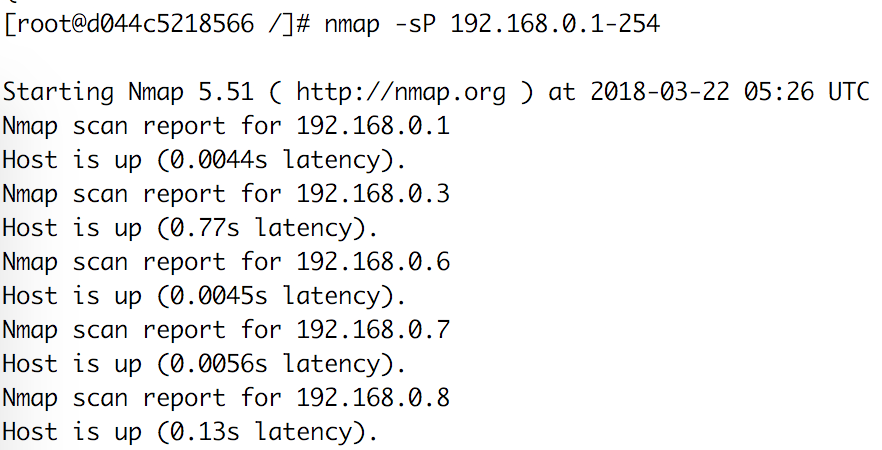 [root@d044c5218566 /]# nmap -sP 192.168.0.1-254
Starting Nmap 5.51 ( http://nmap.org ) at 2018-03-22 05:26 UTC
Nmap scan report for 192.168.0.1
Host is up (0.0044s latency).
Nmap scan report for 192.168.0.3
Host is up (0.77s latency).
Nmap scan report for 192.168.0.6
Host is up (0.0045s latency).
Nmap scan report for 192.168.0.7
Host is up (0.0056s latency).
Nmap scan report for 192.168.0.8
Host is up (0.13s latency).